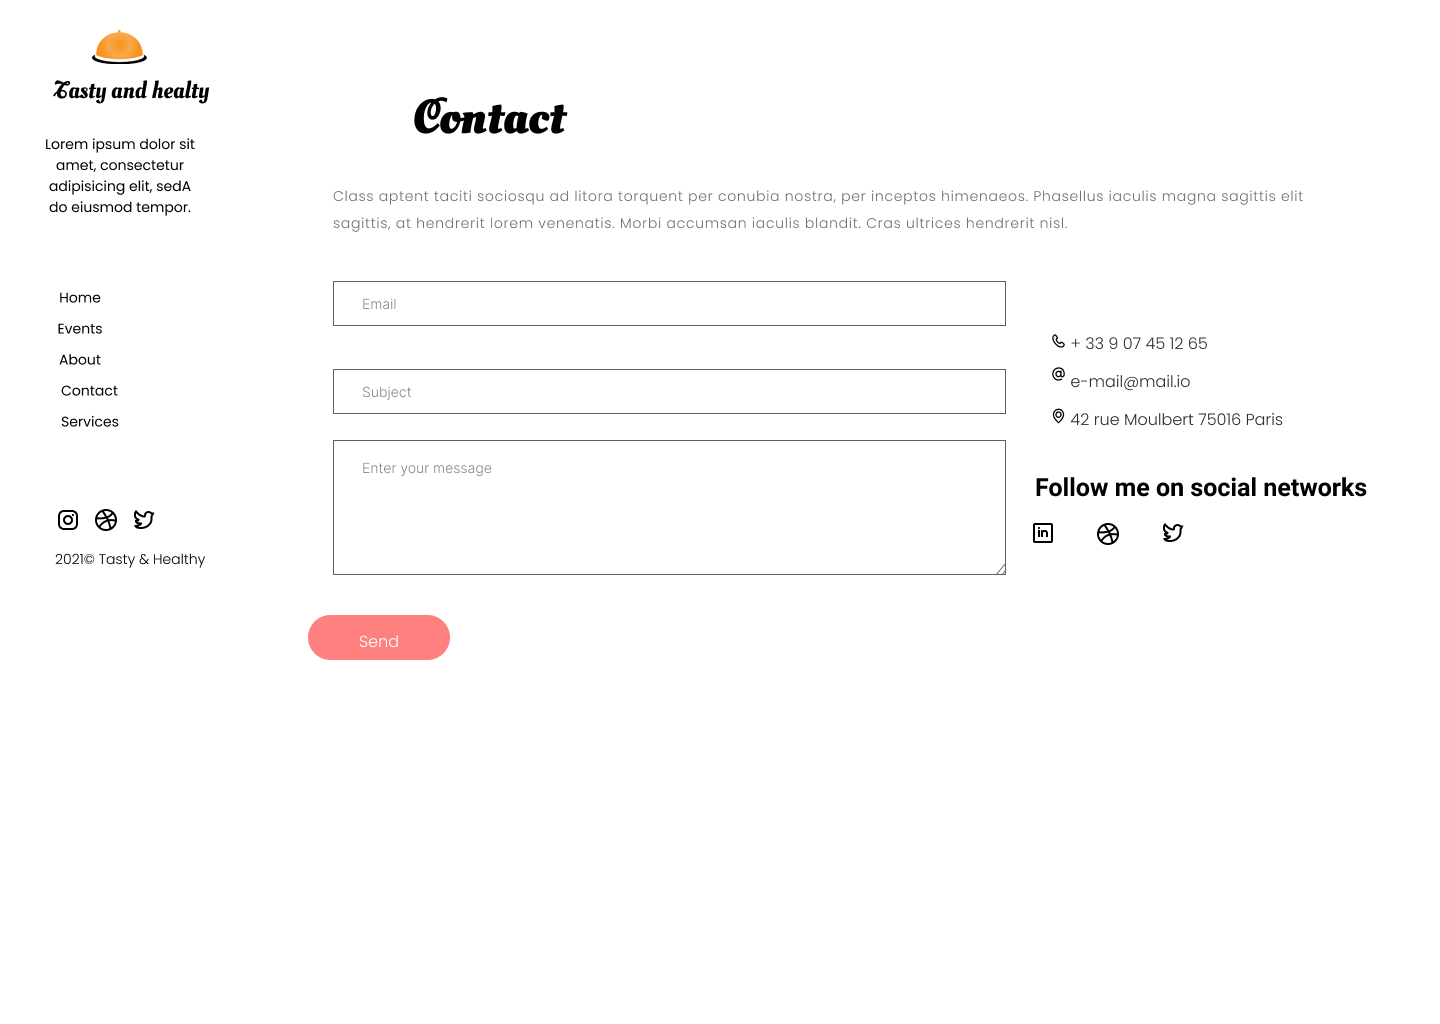 Tasty and healty
Lorem ipsum dolor sit
amet, consectetur
adipisicing elit, sedA
do eiusmod tempor.
Home
Events
About
Contact
Services
2021© Tasty & Healthy
Contact
Class aptent taciti sociosqu ad litora torquent per conubia nostra, per inceptos himenaeos. Phasellus iaculis magna sagittis elit
sagittis, at hendrerit lorem venenatis. Morbi accumsan iaculis blandit. Cras ultrices hendrerit nisl.
Email
Subject
Enter your message
Send
+ 33 9 07 45 12 65
e-mail@mail.io
42 rue Moulbert 75016 Paris
Follow me on social networks